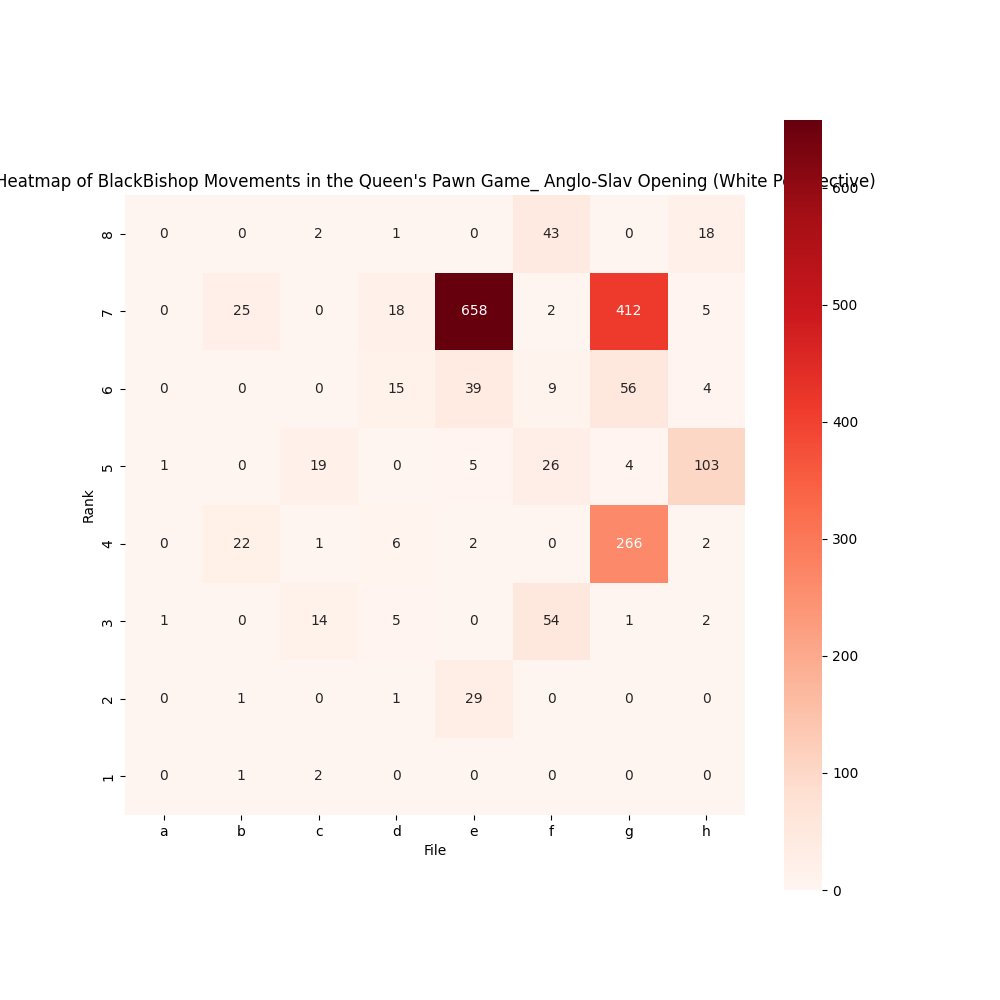 Heatmap of BlackBishop Movements in the Queen's Pawn Game_ Anglo-Slav Opening (White P ective)
600
8 0 0 2 1 0 43 0 18
7 0 25 0 18 658 2 412 5
500
6 0 0 0 15 39 9 56 4
400
5 1 0 19 0 5 26 4 103
Rank
4 0 22 1 6 2 0 266 2
300
3 1 0 14 5 0 54 1 2
200
2 0 1 0 1 29 0 0 0
100
1 0 1 2 0 0 0 0 0
a b c d e f g h
File
0